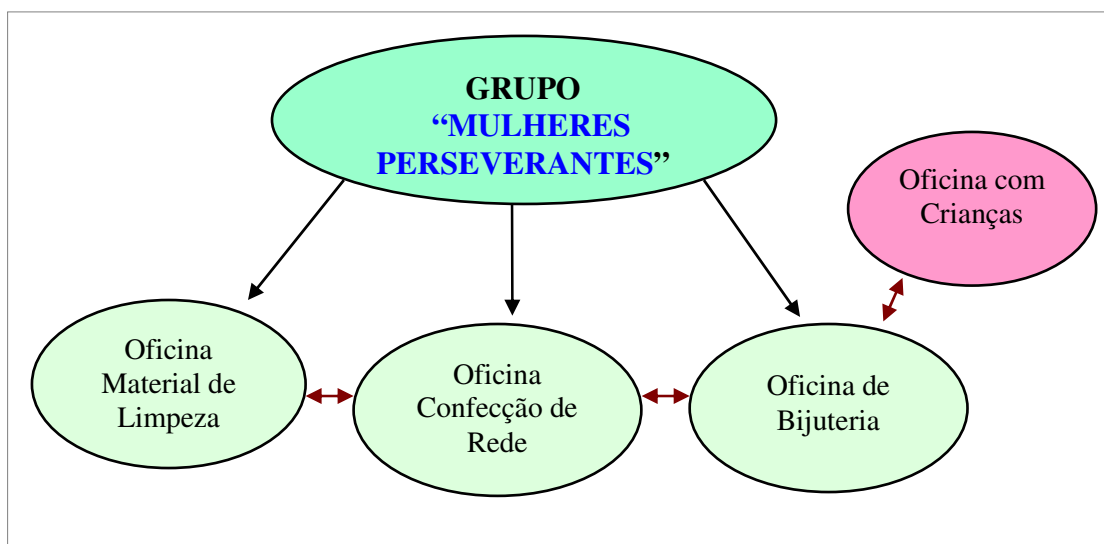 GRUPO
“MULHERES
PERSEVERANTES”
Oficina com
Crianças
Oficina
Material de
Limpeza
Oficina
Confecção de
Rede
Oficina de
Bijuteria